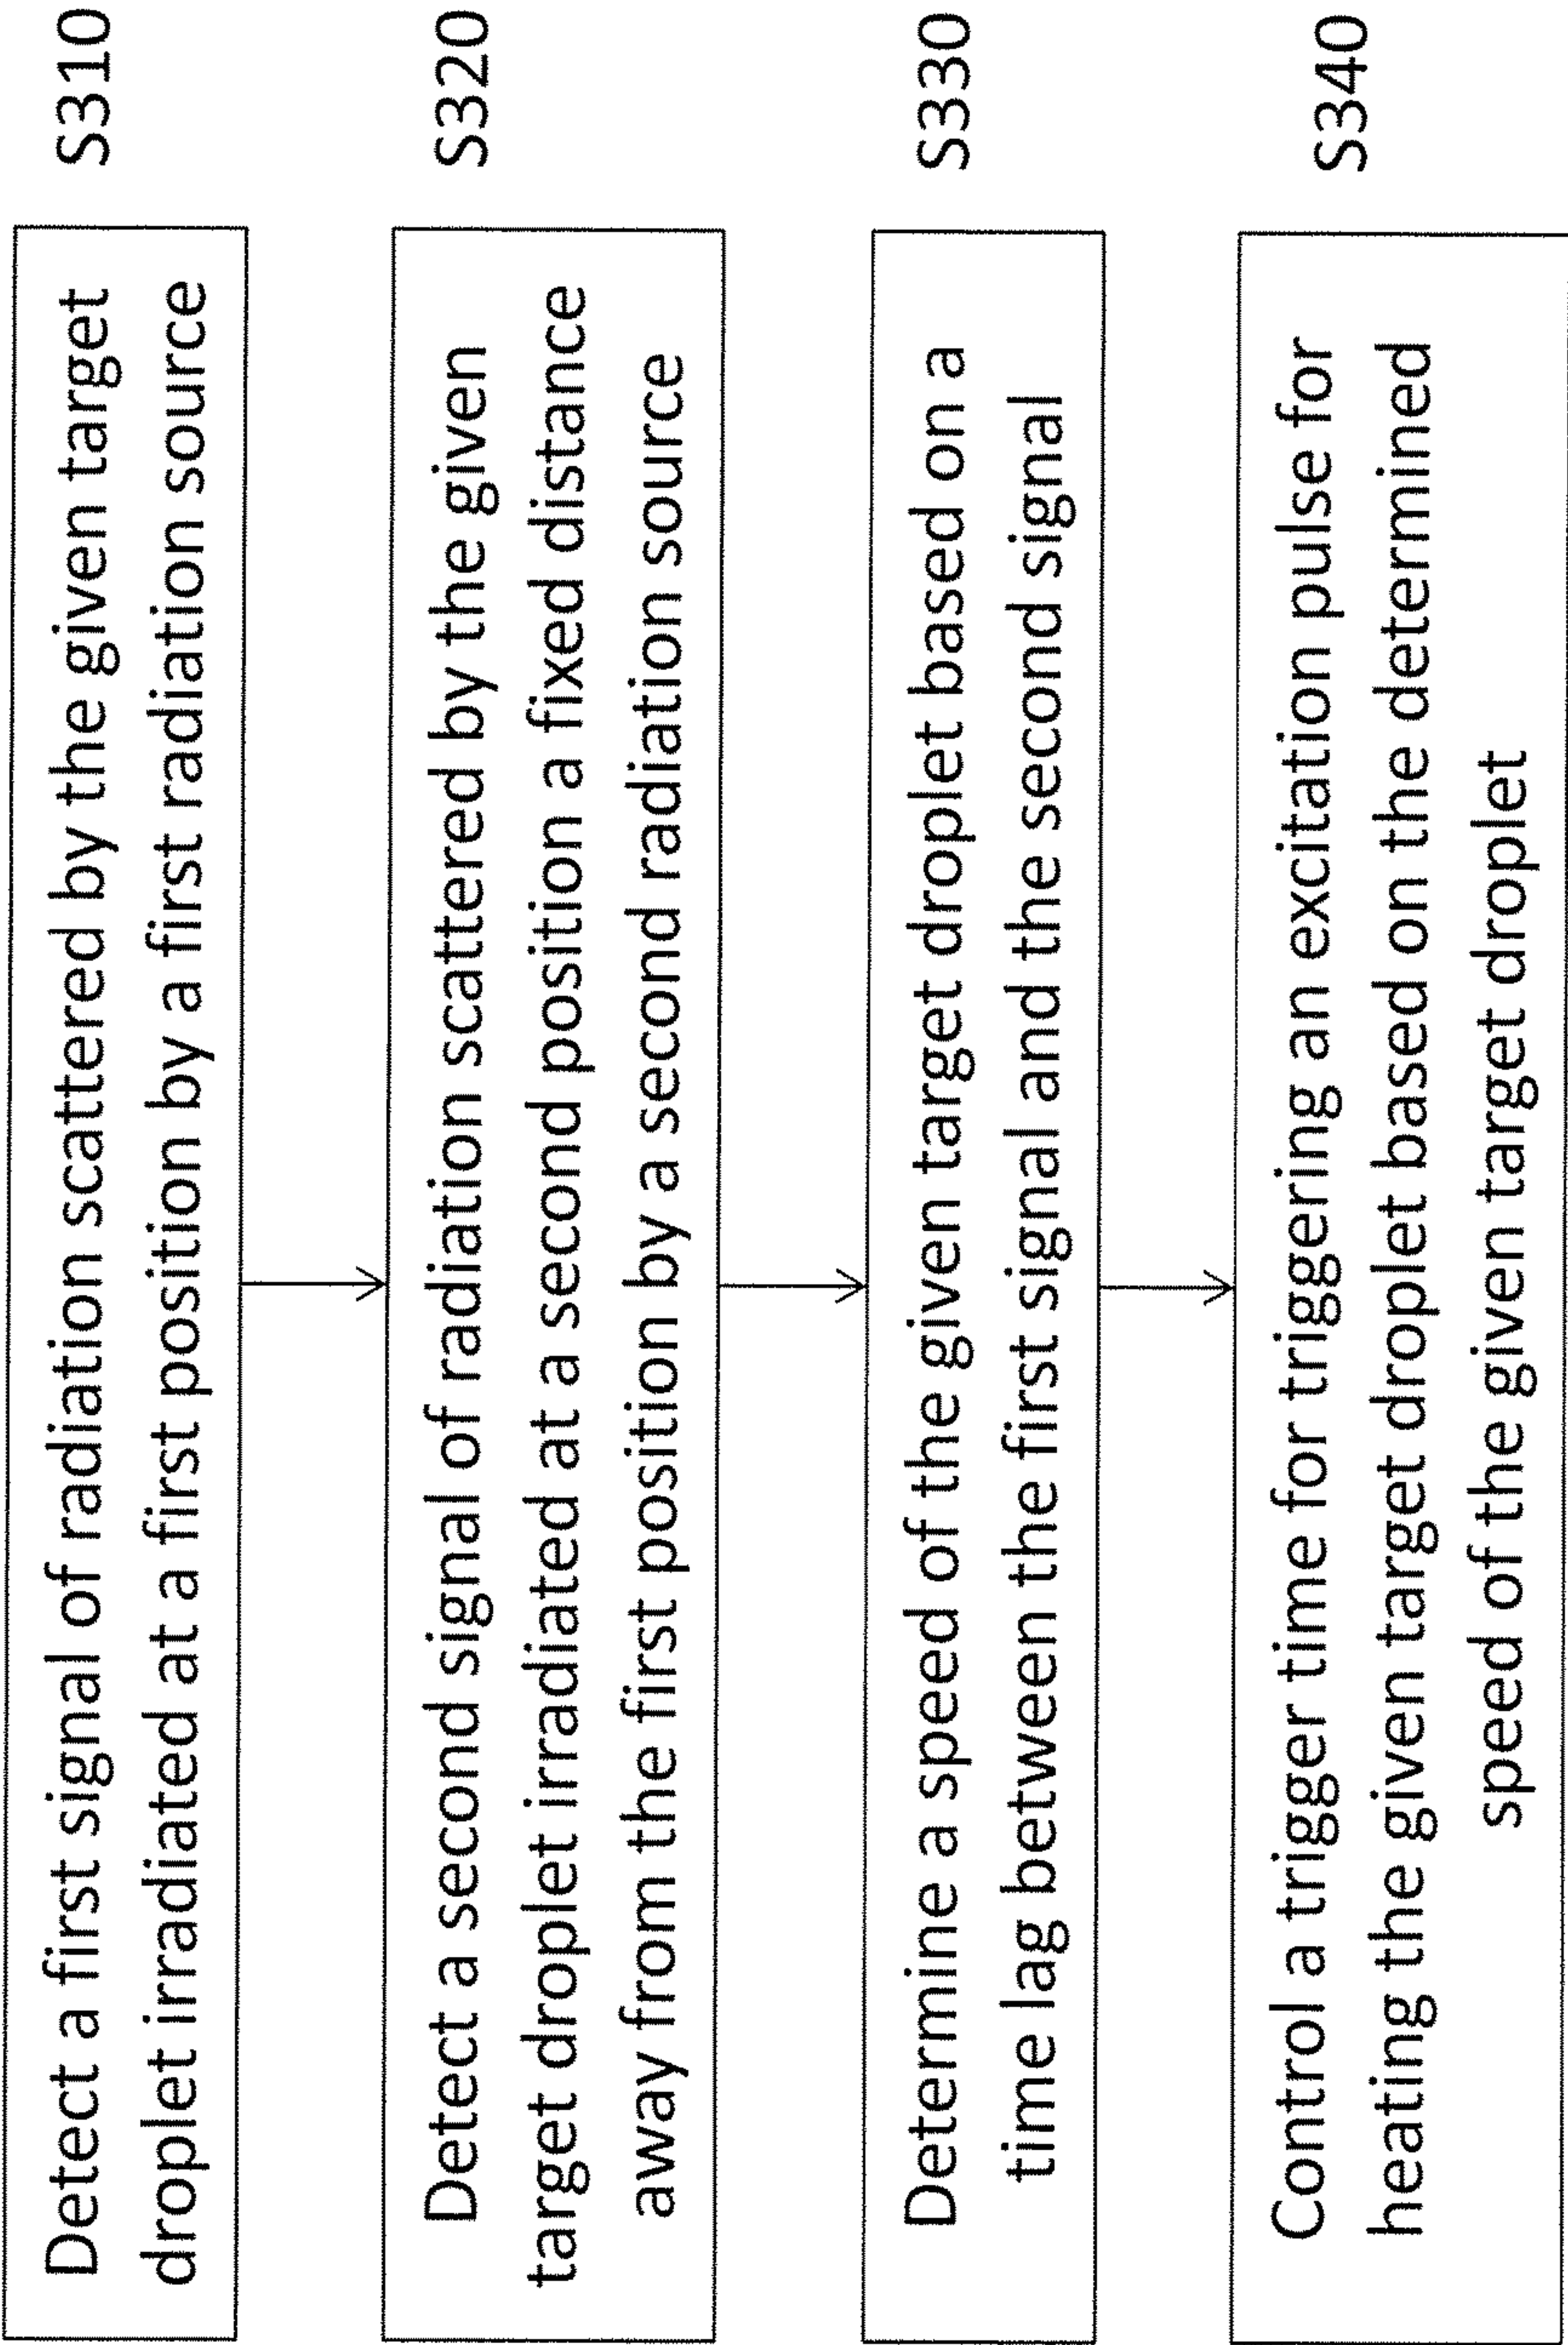 Detect a first signal of radiation scattered by the given target
droplet irradiated at a first position by a first radiation source
S310
Detect a second signal of radiation scattered by the given
target droplet irradiated at a second position a fixed distance
away from the first position by a second radiation source
S320
Determine a speed of the given target droplet based on a
time lag between the first signal and the second signal
S330
Control a trigger time for triggering an excitation pulse for
heating the given target droplet based on the determined
speed of the given target droplet
S340